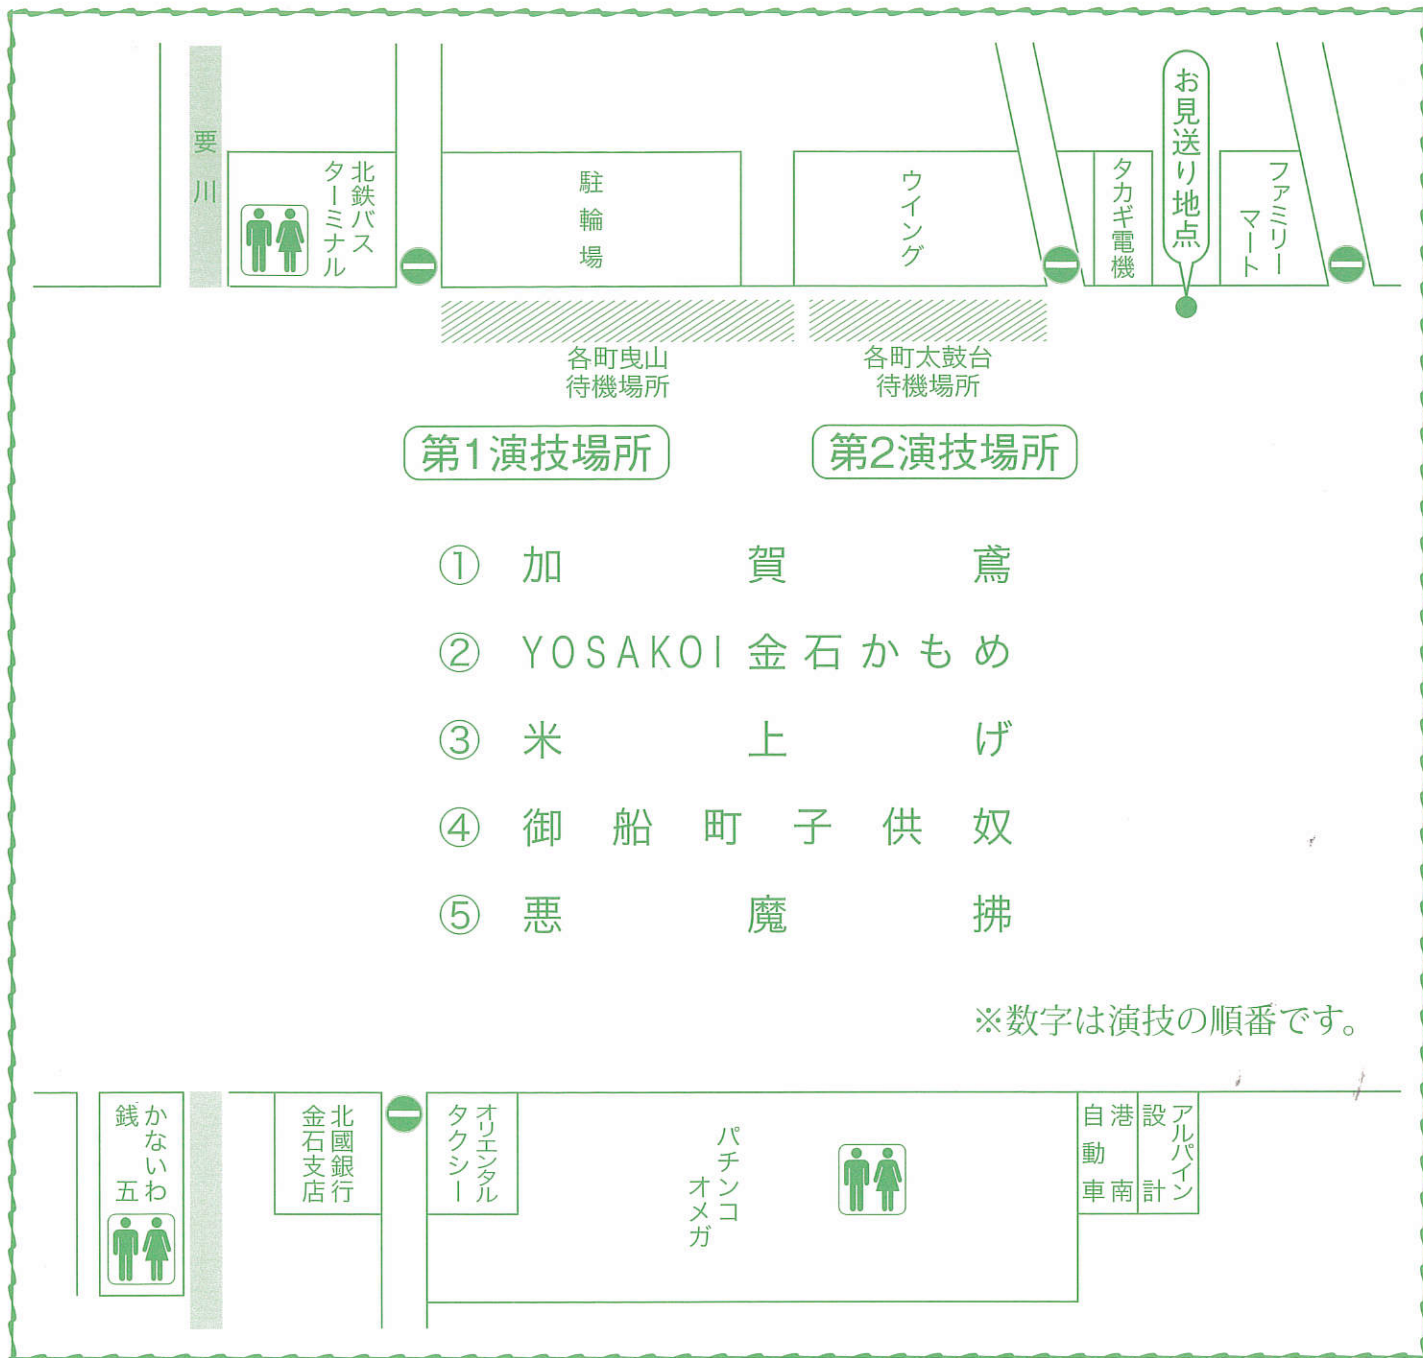 要川
北鉄バス
ターミナル
駐輪場
ウイング
タカギ電機
お見送り地点
ファミリー
マート
各町曳山
待機場所
各町太鼓台
待機場所
第1演技場所
第2演技場所
① 加賀鳶
② YOSAKOI金石かもめ
③ 米上げ
④ 御船町子供奴
⑤ 悪魔拂
※数字は演技の順番です。
かないわ
銭五
北國銀行
金石支店
オリエンタル
タクシー
パチンコ
オメガ
港南
自動車
アルパイン
設計